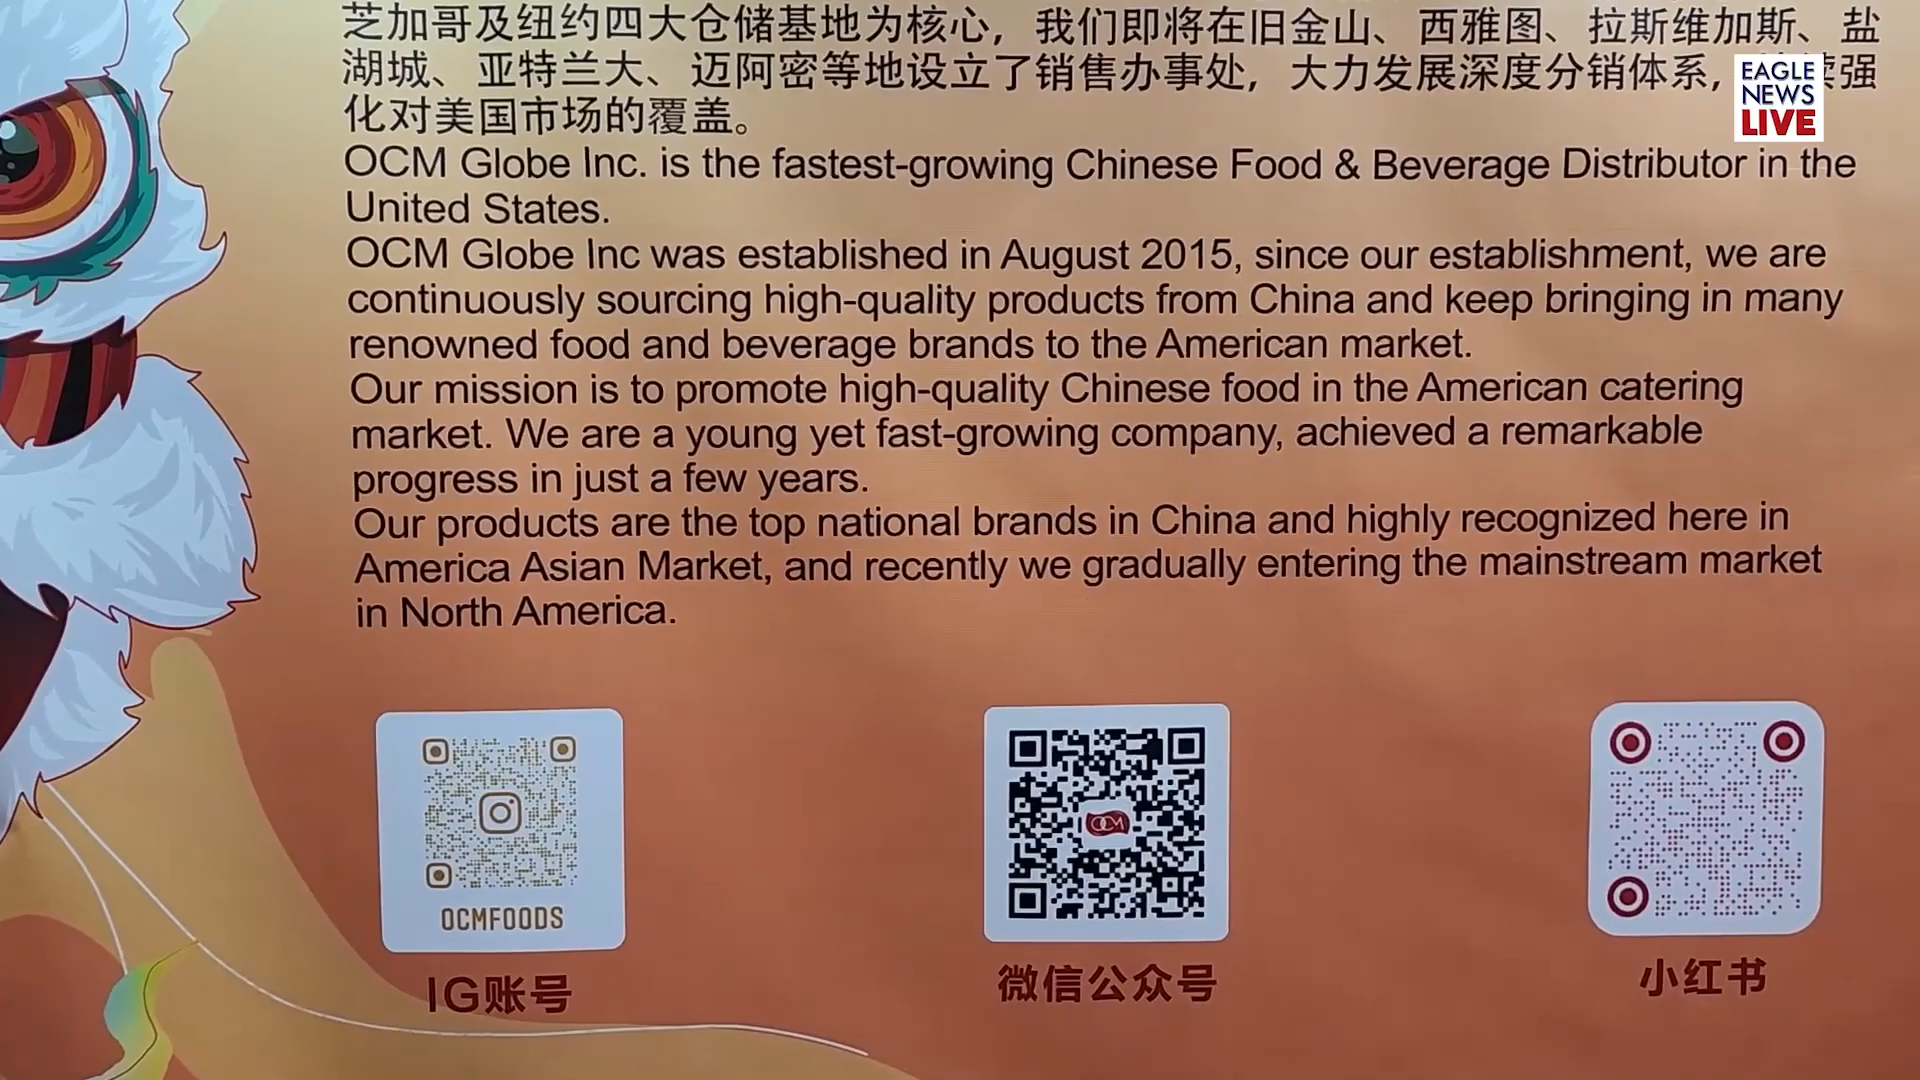 芝加哥及纽约四大仓储基地为核心，我们即将在旧金山、西雅图、拉斯维加斯、盐
湖城、亚特兰大、迈阿密等地设立了销售办事处，大力发展深度分销体系，续强
化对美国市场的覆盖。
EAGLE
NEWS
LIVE
OCM Globe Inc. is the fastest-growing Chinese Food & Beverage Distributor in the
United States.
OCM Globe Inc was established in August 2015, since our establishment, we are
continuously sourcing high-quality products from China and keep bringing in many
renowned food and beverage brands to the American market.
Our mission is to promote high-quality Chinese food in the American catering
market. We are a young yet fast-growing company, achieved a remarkable
progress in just a few years.
Our products are the top national brands in China and highly recognized here in
America Asian Market, and recently we gradually entering the mainstream market
in North America.
OCM
OCMFOODS
IG账号
微信公众号
小红书